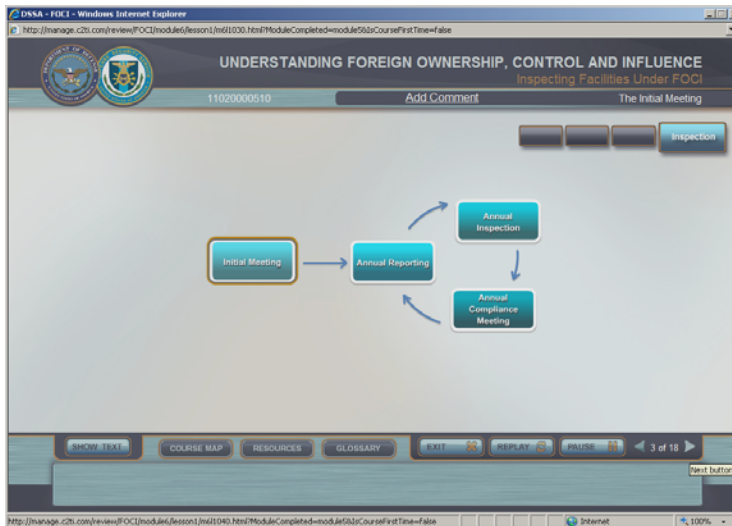 DSSA - FOCI - Windows Internet Explorer
http://manage.c2ti.com/review/FOCI/module6/lesson1/m6l1030.html?ModuleCompleted=module5&IsCourseFirstTime=false
UNDERSTANDING FOREIGN OWNERSHIP, CONTROL AND INFLUENCE
Inspecting Facilities Under FOCI
11020000510
Add Comment
The Initial Meeting
Inspection
Initial Meeting
Annual Reporting
Annual
Inspection
Annual
Compliance
Meeting
SHOW TEXT
COURSE MAP
RESOURCES
GLOSSARY
EXIT
REPLAY
PAUSE
3 of 18
Next button
http://manage.c2ti.com/review/FOCI/module6/lesson1/m6l1040.html?ModuleCompleted=module5&IsCourseFirstTime=false
Internet
100%